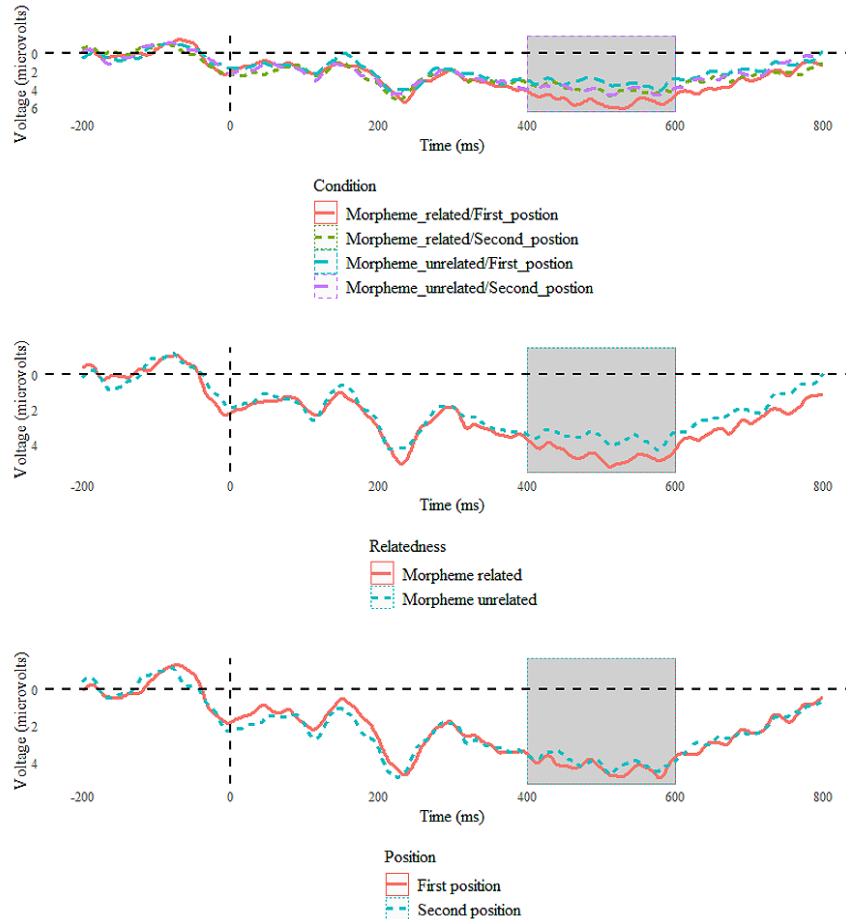 Voltage (microvolts)
0
2
4
6
-200 0 200 400 600 800
Time (ms)
Condition
Morpheme_related/First_postion
Morpheme_related/Second_postion
Morpheme_unrelated/First_postion
Morpheme_unrelated/Second_postion
Voltage (microvolts)
0
2
4
-200 0 200 400 600 800
Time (ms)
Relatedness
Morpheme related
Morpheme unrelated
Voltage (microvolts)
0
2
4
-200 0 200 400 600 800
Time (ms)
Position
First position
Second position